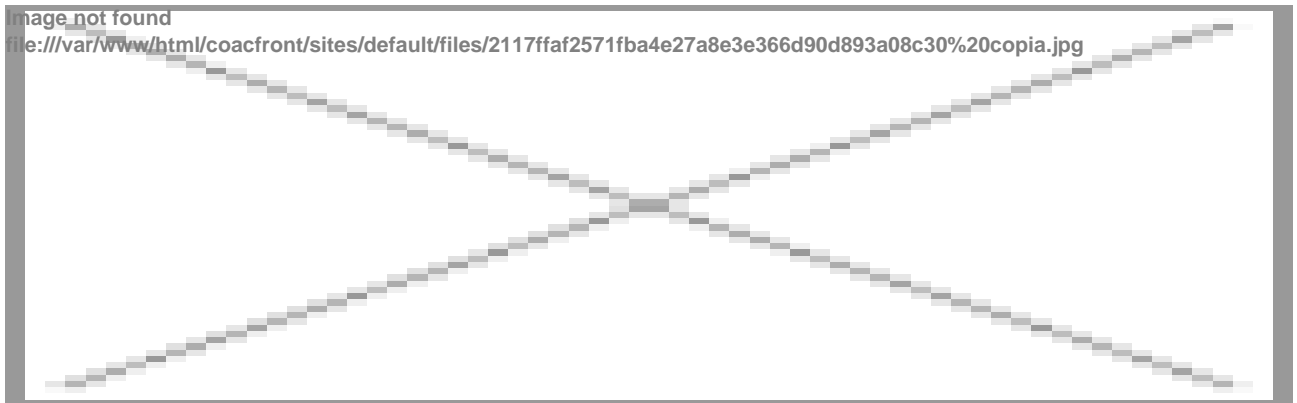 Image not found
file:///var/www/html/coacfront/sites/default/files/2117ffaf2571fba4e27a8e3e366d90d893a08c30%20copia.jpg